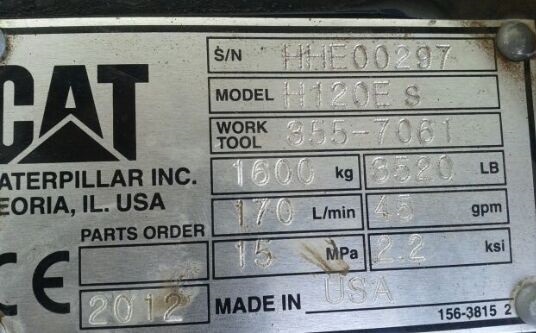 CAT
S/N HHE00297
MODEL H120E S
WORK TOOL 355-7061
1600 kg 3520 LB
ATERPILLAR INC.
EORIA, IL. USA
170 L/min 45 gpm
PARTS ORDER
15 MPa 2.2 ksi
CE
2012
MADE IN USA
156-3815 2